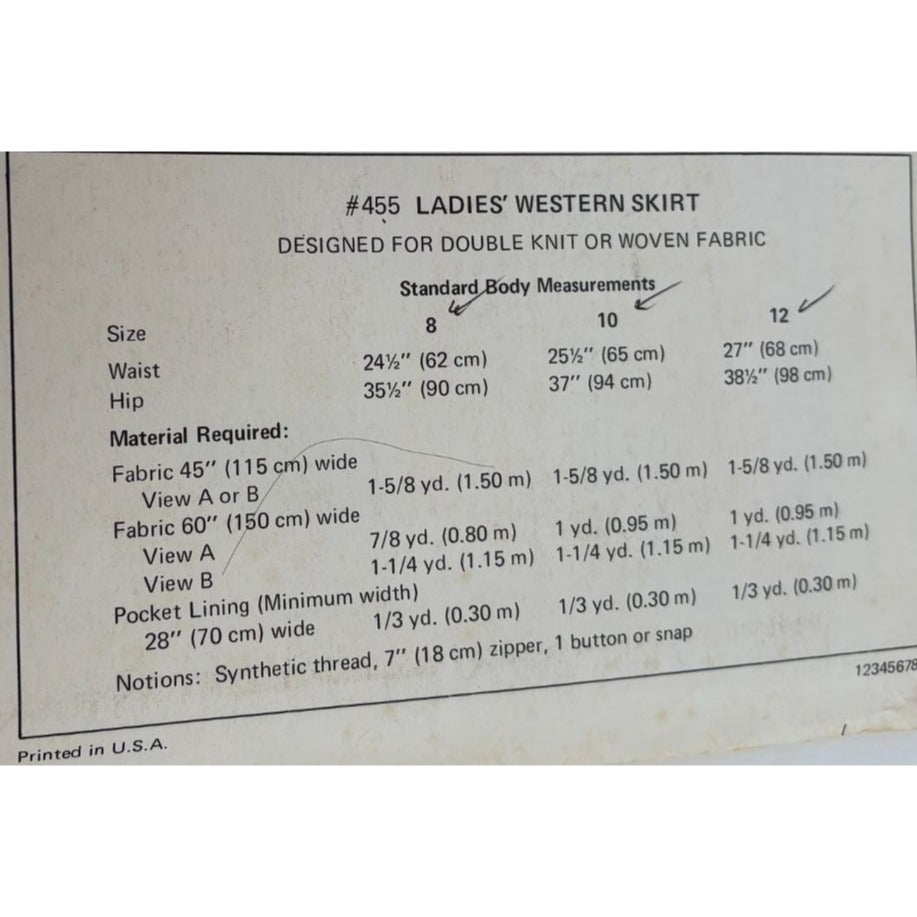 #455 LADIES' WESTERN SKIRT
DESIGNED FOR DOUBLE KNIT OR WOVEN FABRIC
Standard Body Measurements
Size 8 10 12
Waist 24½" (62 cm) 25½" (65 cm) 27" (68 cm)
Hip 35½" (90 cm) 37" (94 cm) 38½" (98 cm)
Material Required:
Fabric 45" (115 cm) wide
View A or B 1-5/8 yd. (1.50 m) 1-5/8 yd. (1.50 m) 1-5/8 yd. (1.50 m)
Fabric 60" (150 cm) wide
View A 7/8 yd. (0.80 m) 1 yd. (0.95 m) 1 yd. (0.95 m)
View B 1-1/4 yd. (1.15 m) 1-1/4 yd. (1.15 m) 1-1/4 yd. (1.15 m)
Pocket Lining (Minimum width)
28" (70 cm) wide 1/3 yd. (0.30 m) 1/3 yd. (0.30 m) 1/3 yd. (0.30 m)
Notions: Synthetic thread, 7" (18 cm) zipper, 1 button or snap
12345678
Printed in U.S.A.